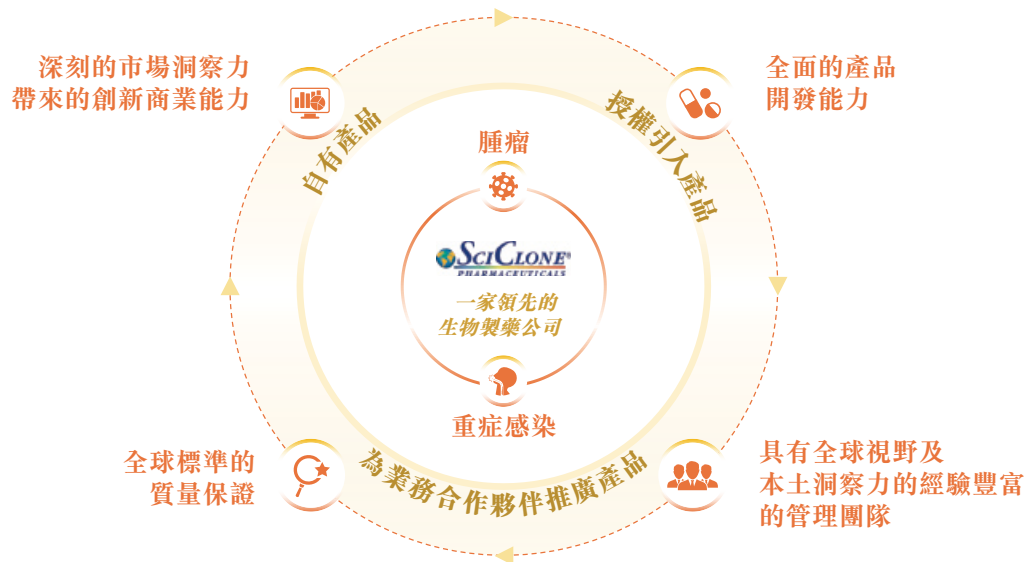 深刻的市場洞察力
帶來的創新商業能力
全面的產品
開發能力
自有產品
授權引入產品
腫瘤
SCICLONE®
PHARMACEUTICALS
一家領先的
生物製藥公司
重症感染
為業務合作夥伴推廣產品
全球標準的
質量保證
具有全球視野及
本土洞察力的經驗豐富
的管理團隊